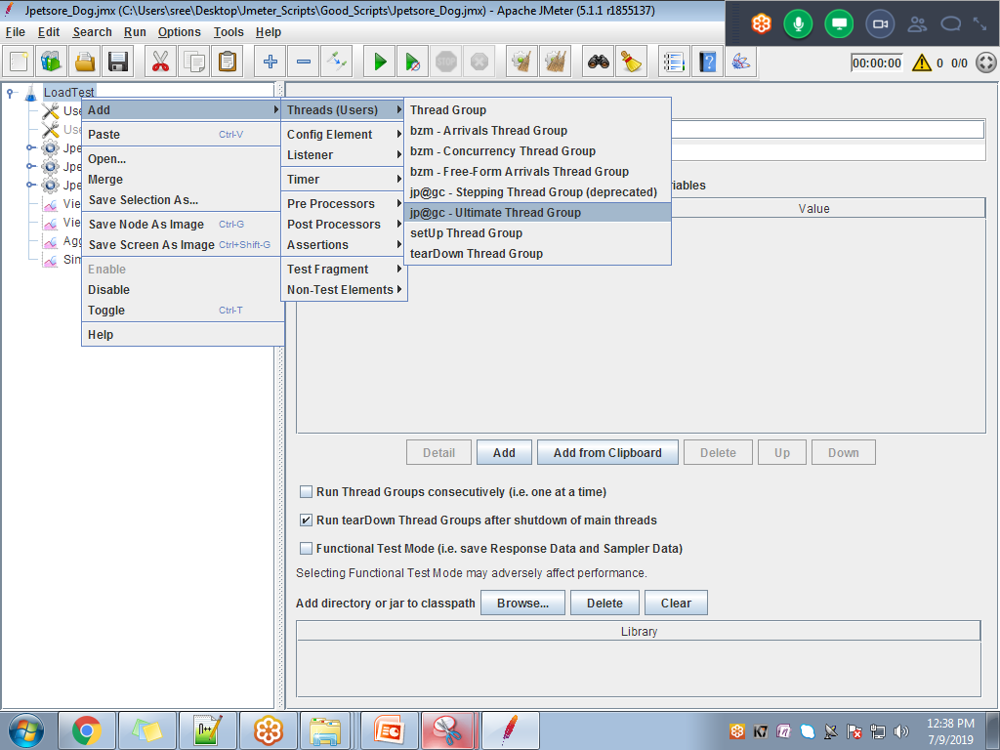 Jpetsore_Dog.jmx (C:\Users\sree\Desktop\Jmeter_Scripts\Good_Scripts\Jpetsore_Dog.jmx) - Apache JMeter (5.1.1 r1855137)
File Edit Search Run Options Tools Help
00:00:00 0 0/0
LoadTest
Use
Use
Jpe
Jpe
Jpe
Vie
Vie
Agg
Sim
Add
Paste Ctrl-V
Open...
Merge
Save Selection As...
Save Node As Image Ctrl-G
Save Screen As Image Ctrl+Shift-G
Enable
Disable
Toggle Ctrl-T
Help
Threads (Users)
Config Element
Listener
Timer
Pre Processors
Post Processors
Assertions
Test Fragment
Non-Test Elements
Thread Group
bzm - Arrivals Thread Group
bzm - Concurrency Thread Group
bzm - Free-Form Arrivals Thread Group
jp@gc - Stepping Thread Group (deprecated)
jp@gc - Ultimate Thread Group
setUp Thread Group
tearDown Thread Group
iables
Value
Detail Add Add from Clipboard Delete Up Down
Run Thread Groups consecutively (i.e. one at a time)
Run tearDown Thread Groups after shutdown of main threads
Functional Test Mode (i.e. save Response Data and Sampler Data)
Selecting Functional Test Mode may adversely affect performance.
Add directory or jar to classpath Browse... Delete Clear
Library
12:38 PM
7/9/2019